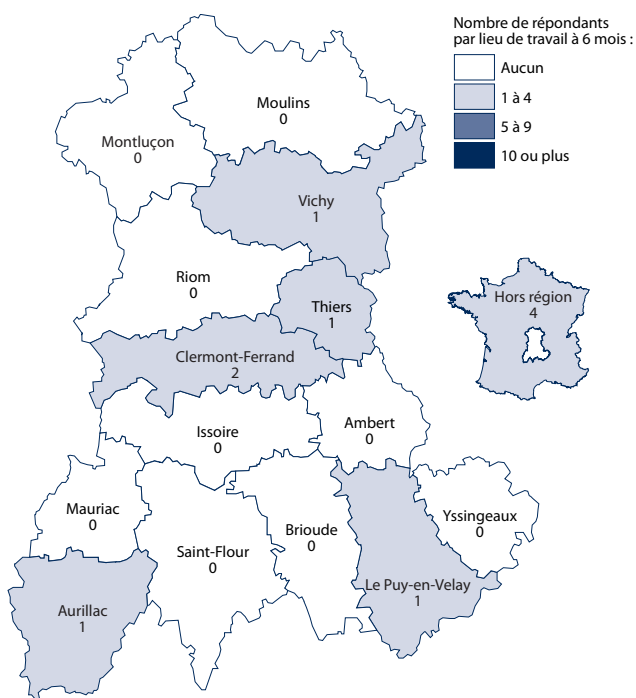 Nombre de répondants
par lieu de travail à 6 mois :
Aucun
1 à 4
5 à 9
10 ou plus
Moulins
0
Montluçon
0
Vichy
1
Riom
0
Thiers
1
Hors région
4
Clermont-Ferrand
2
Ambert
0
Issoire
0
Mauriac
0
Saint-Flour
0
Brioude
0
Yssingeaux
0
Le Puy-en-Velay
1
Aurillac
1